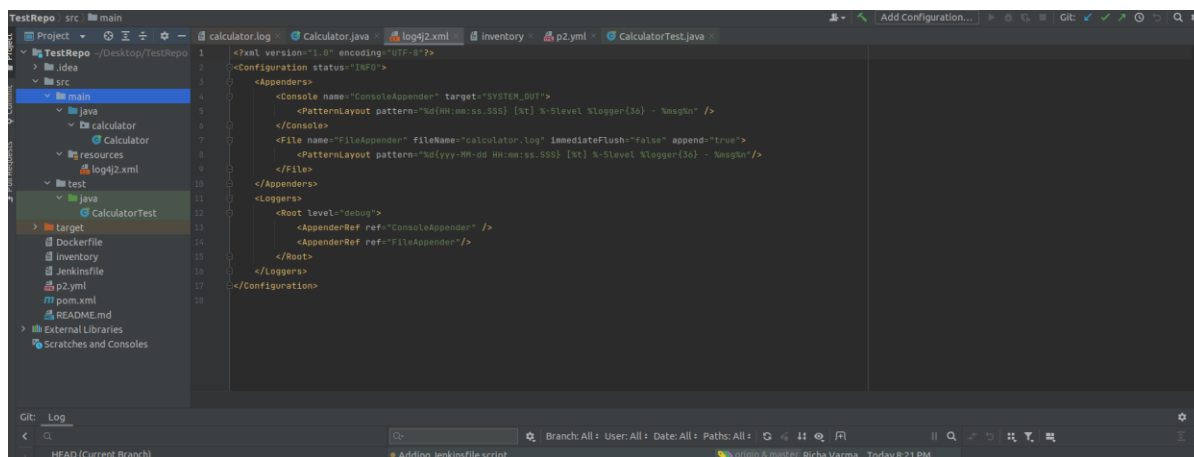 TestRepo › src › main
Add Configuration...
Git:
Project
calculator.log
Calculator.java
log4j2.xml
inventory
p2.yml
CalculatorTest.java
Project
Commit
Pull Requests
TestRepo ~/Desktop/TestRepo
.idea
src
main
java
calculator
Calculator
resources
log4j2.xml
test
java
CalculatorTest
target
Dockerfile
inventory
Jenkinsfile
p2.yml
pom.xml
README.md
External Libraries
Scratches and Consoles
1 <?xml version="1.0" encoding="UTF-8"?>
2 <Configuration status="INFO">
3 <Appenders>
4 <Console name="ConsoleAppender" target="SYSTEM_OUT">
5 <PatternLayout pattern="%d{HH:mm:ss.SSS} [%t] %-5level %logger{36} - %msg%n" />
6 </Console>
7 <File name="FileAppender" fileName="calculator.log" immediateFlush="false" append="true">
8 <PatternLayout pattern="%d{yyy-MM-dd HH:mm:ss.SSS} [%t] %-5level %logger{36} - %msg%n"/>
9 </File>
10 </Appenders>
11 <Loggers>
12 <Root level="debug">
13 <AppenderRef ref="ConsoleAppender" />
14 <AppenderRef ref="FileAppender"/>
15 </Root>
16 </Loggers>
17 </Configuration>
18
Git: Log
Branch: All User: All Date: All Paths: All
HEAD (Current Branch)
Adding Jenkinsfile script
origin & master Richa Varma Today 8:21 PM